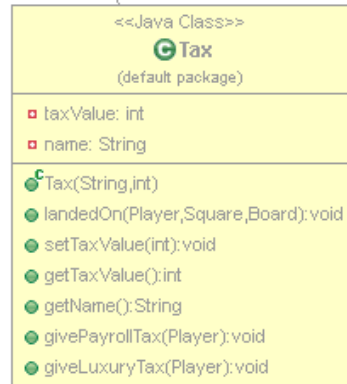 <<Java Class>>
C Tax
(default package)
taxValue: int
name: String
C Tax(String,int)
landedOn(Player,Square,Board):void
setTaxValue(int):void
getTaxValue():int
getName():String
givePayrollTax(Player):void
giveLuxuryTax(Player):void